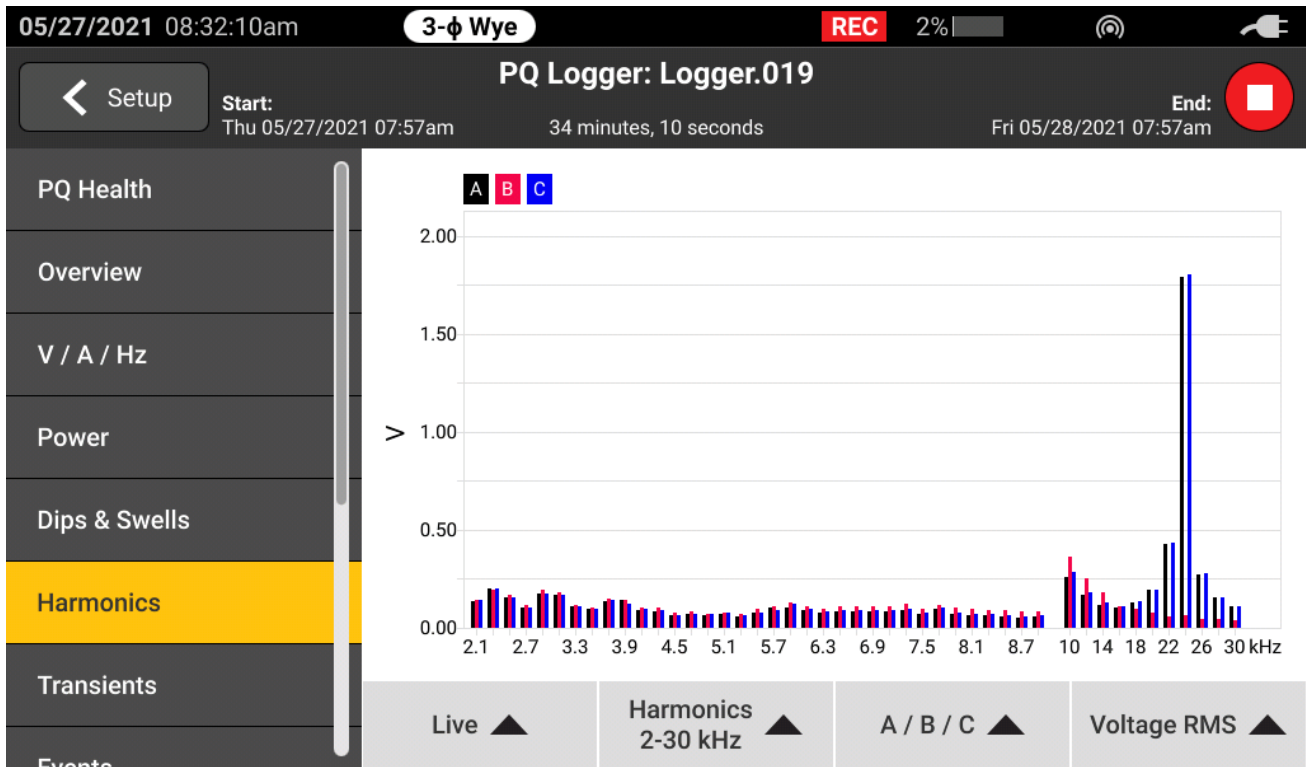 05/27/2021 08:32:10am 3-ϕ Wye REC 2%
Setup
PQ Logger: Logger.019
Start:
Thu 05/27/2021 07:57am
34 minutes, 10 seconds
End:
Fri 05/28/2021 07:57am
PQ Health
Overview
V / A / Hz
Power
Dips & Swells
Harmonics
Transients
Events
A B C
2.00
1.50
1.00
0.50
0.00
V
2.1 2.7 3.3 3.9 4.5 5.1 5.7 6.3 6.9 7.5 8.1 8.7 10 14 18 22 26 30 kHz
Live
Harmonics
2-30 kHz
A / B / C
Voltage RMS